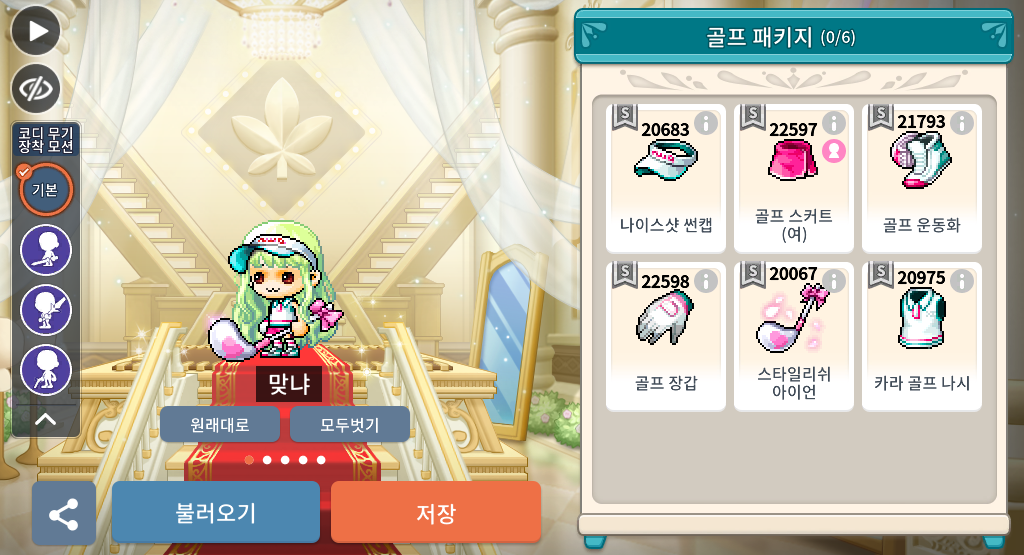 코디 무기
장착 모션
기본
맞냐
원래대로
모두벗기
불러오기
저장
골프 패키지 (0/6)
S
20683
나이스샷 썬캡
S
22597
골프 스커트
(여)
S
21793
골프 운동화
S
22598
골프 장갑
S
20067
스타일리쉬
아이언
S
20975
카라 골프 나시